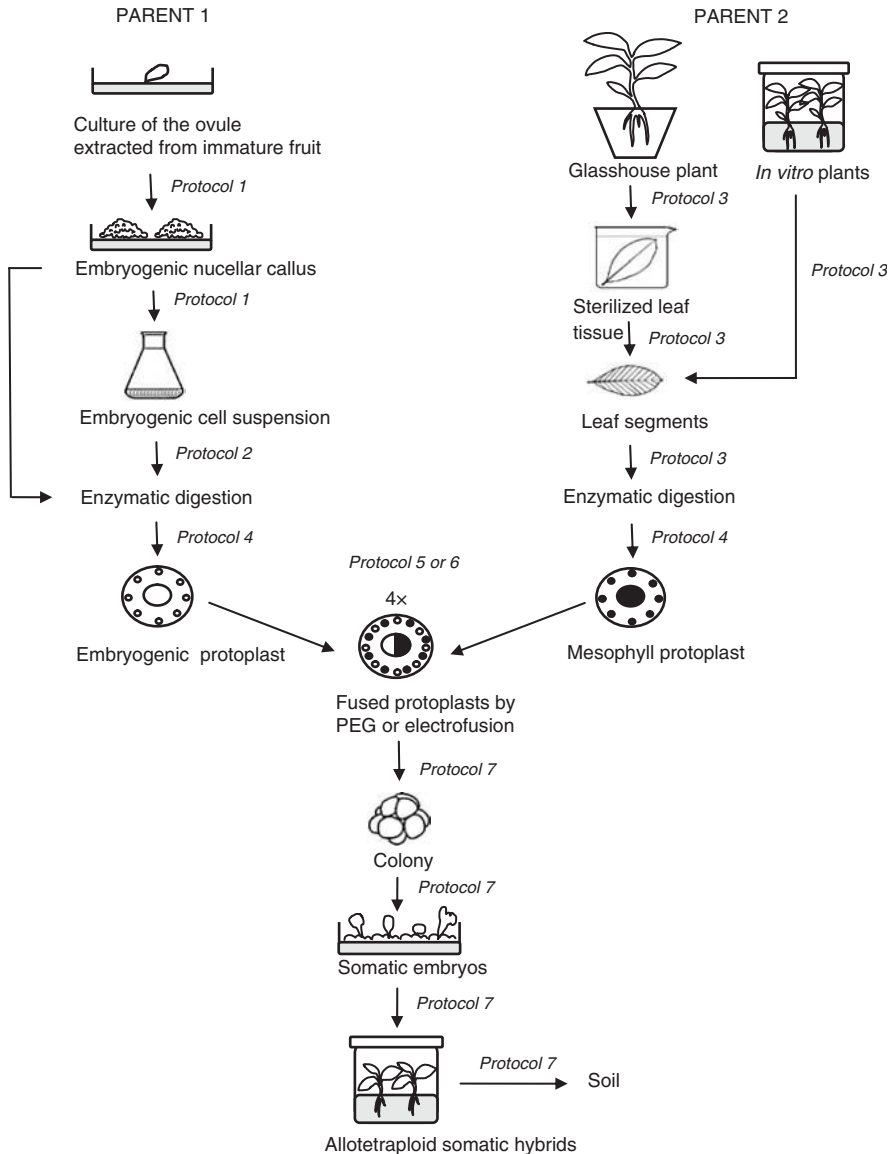 PARENT 1
PARENT 2
Culture of the ovule
extracted from immature fruit
Protocol 1
Embryogenic nucellar callus
Protocol 1
Embryogenic cell suspension
Protocol 2
Enzymatic digestion
Protocol 4
Embryogenic protoplast
Glasshouse plant
In vitro plants
Protocol 3
Protocol 3
Sterilized leaf
tissue
Protocol 3
Leaf segments
Protocol 3
Enzymatic digestion
Protocol 4
Mesophyll protoplast
Protocol 5 or 6
4×
Fused protoplasts by
PEG or electrofusion
Protocol 7
Colony
Protocol 7
Somatic embryos
Protocol 7
Protocol 7
Soil
Allotetraploid somatic hybrids